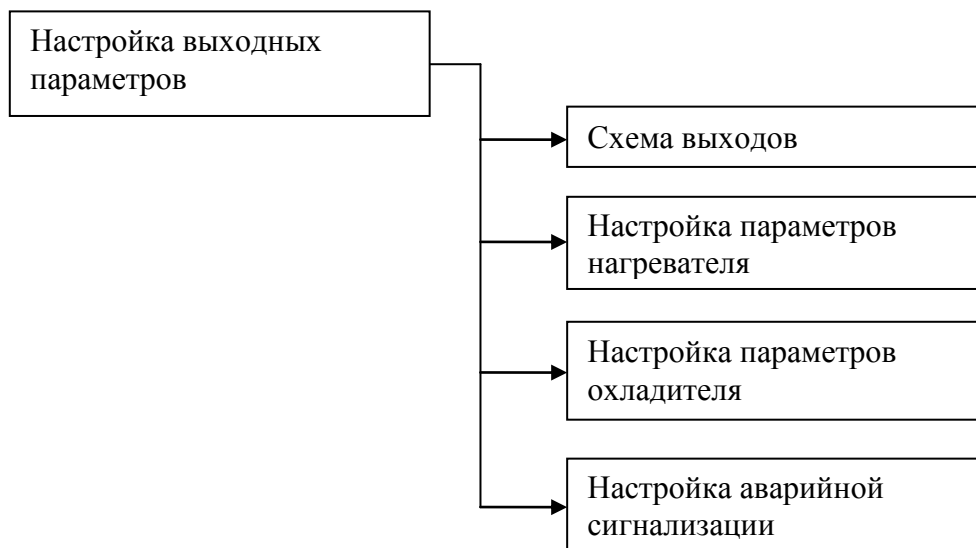 Настройка выходных
параметров
Схема выходов
Настройка параметров
нагревателя
Настройка параметров
охладителя
Настройка аварийной
сигнализации